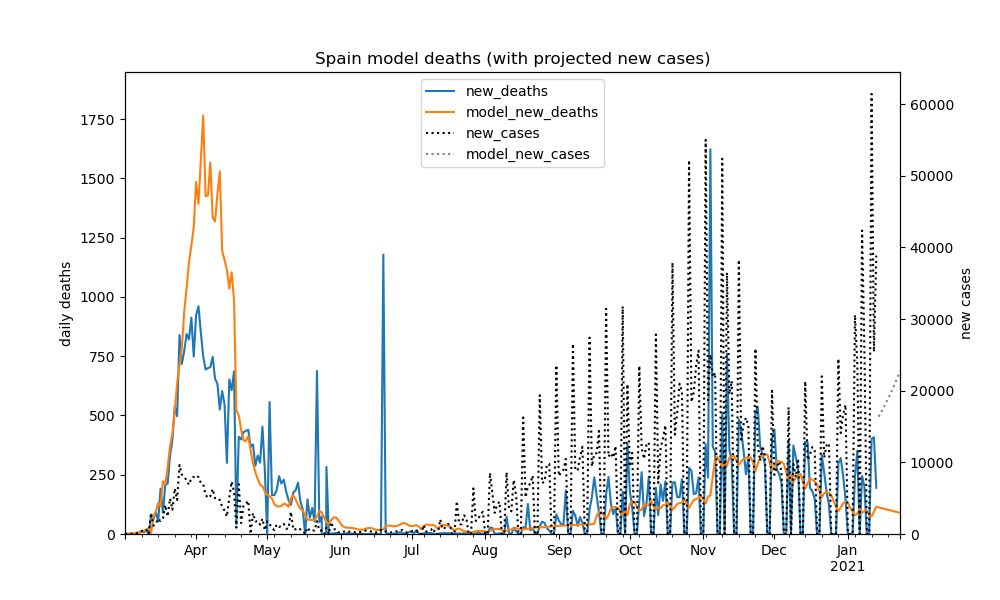 Spain model deaths (with projected new cases)
new_deaths
model_new_deaths
new_cases
model_new_cases
daily deaths
1750
1500
1250
1000
750
500
250
0
60000
50000
40000
30000
20000
10000
0
new cases
Apr May Jun Jul Aug Sep Oct Nov Dec Jan
2021